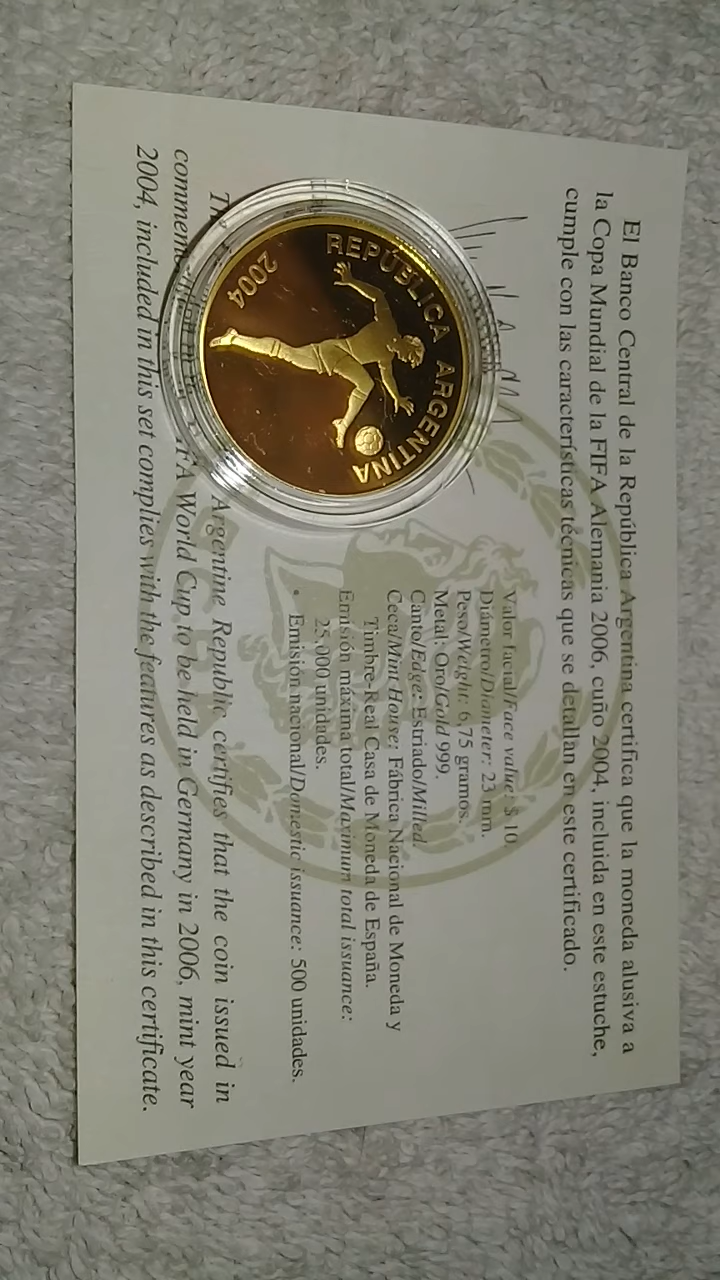 El Banco Central de la República Argentina certifica que la moneda alusiva a
la Copa Mundial de la FIFA Alemania 2006, cuño 2004, incluida en este estuche,
cumple con las características técnicas que se detallan en este certificado.
Valor facial/Face value: $ 10
Diámetro/Diameter: 23 mm.
Peso/Weight: 6,75 gramos.
Metal: Oro/Gold 999.
Canto/Edge: Estriado/Milled.
Ceca/Mint House: Fábrica Nacional de Moneda y
Timbre-Real Casa de Moneda de España.
Emisión máxima total/Maximum total issuance:
25.000 unidades.
• Emisión nacional/Domestic issuance: 500 unidades.
REPÚBLICA ARGENTINA
2004
Argentine Republic certifies that the coin issued in
World Cup to be held in Germany in 2006, mint year
2004, included in this set complies with the features as described in this certificate.